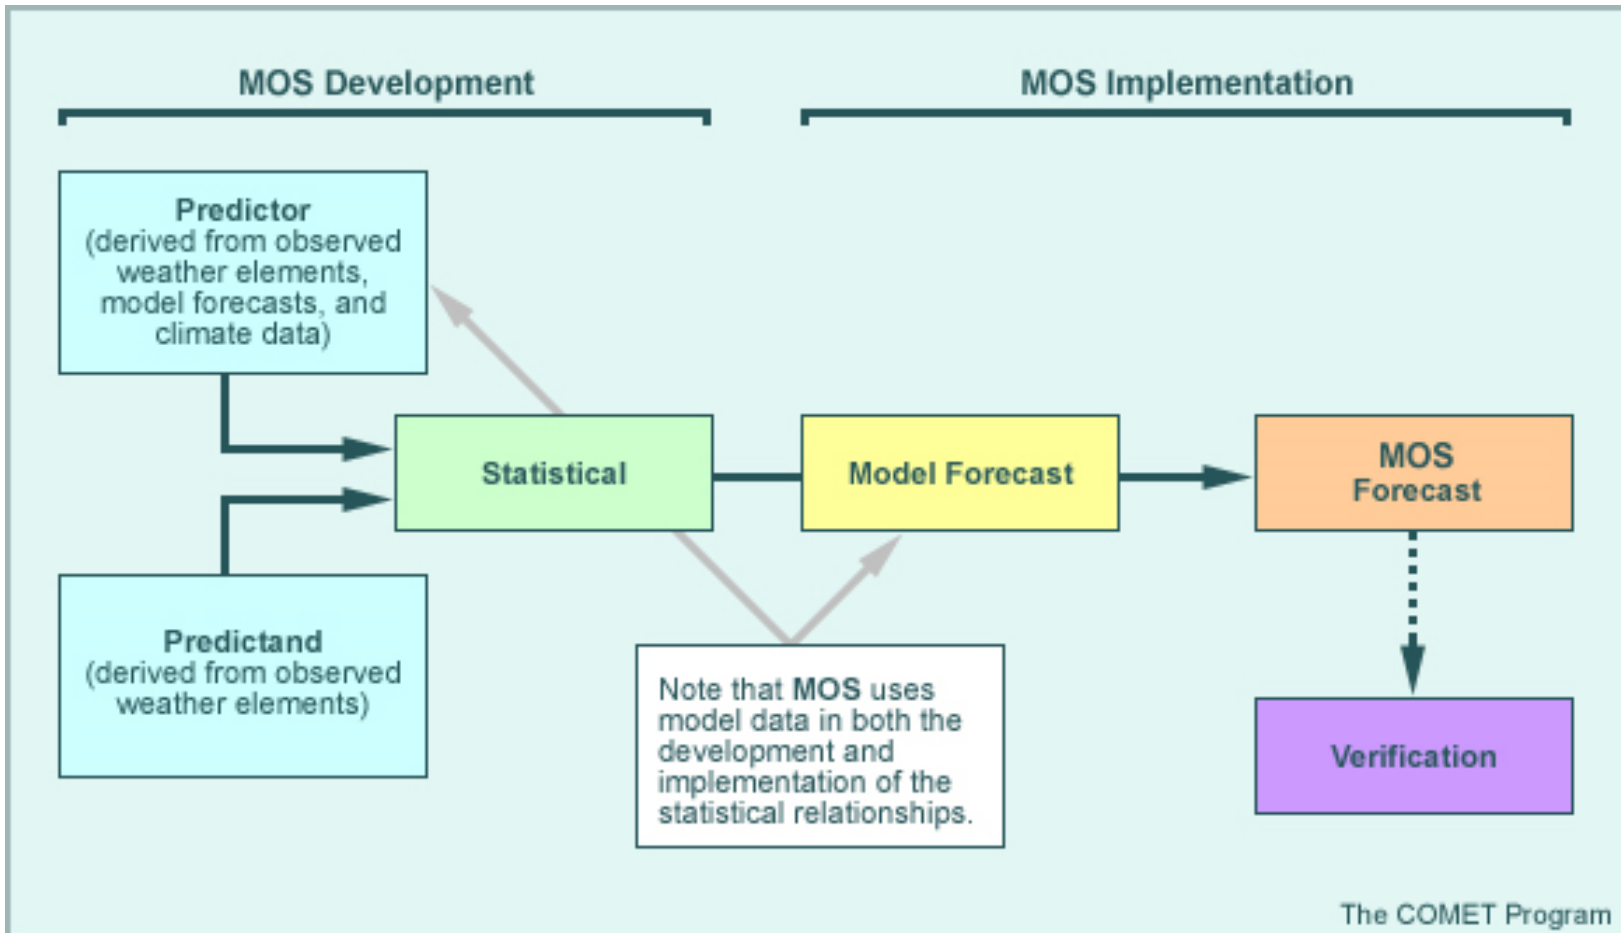 MOS Development
MOS Implementation
Predictor
(derived from observed
weather elements,
model forecasts, and
climate data)
Statistical
Model Forecast
MOS
Forecast
Predictand
(derived from observed
weather elements)
Note that MOS uses
model data in both the
development and
implementation of the
statistical relationships.
Verification
The COMET Program